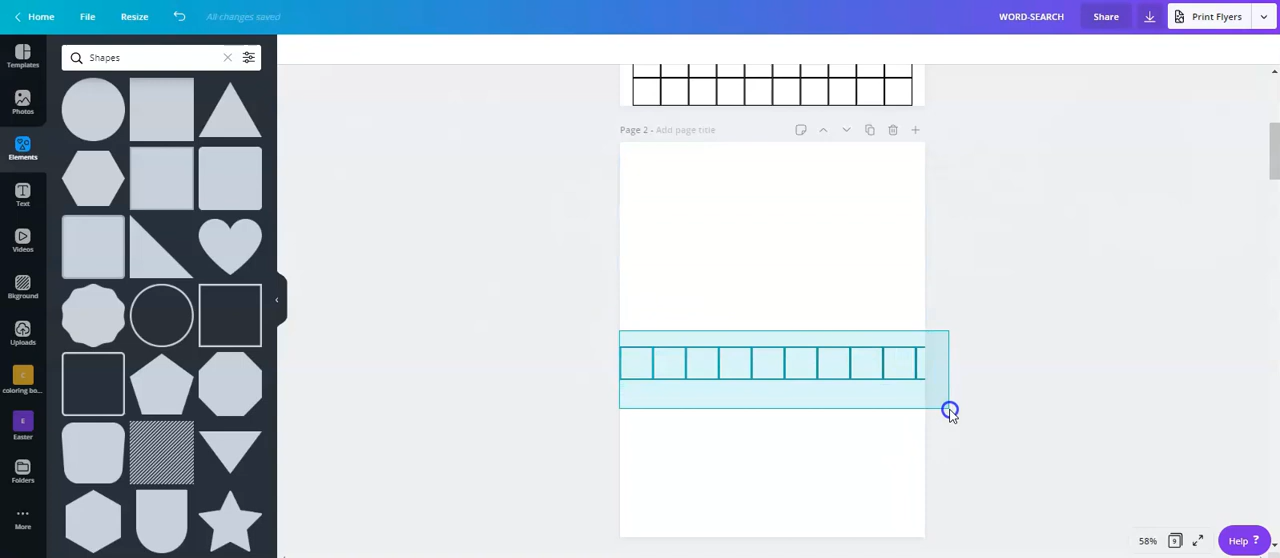 Home File Resize All changes saved WORD-SEARCH Share Print Flyers
Templates
Shapes
Photos
Elements
Page 2 - Add page title
Text
Videos
Bkground
Uploads
coloring bo...
E
Easter
Folders
More
58% 9 Help ?